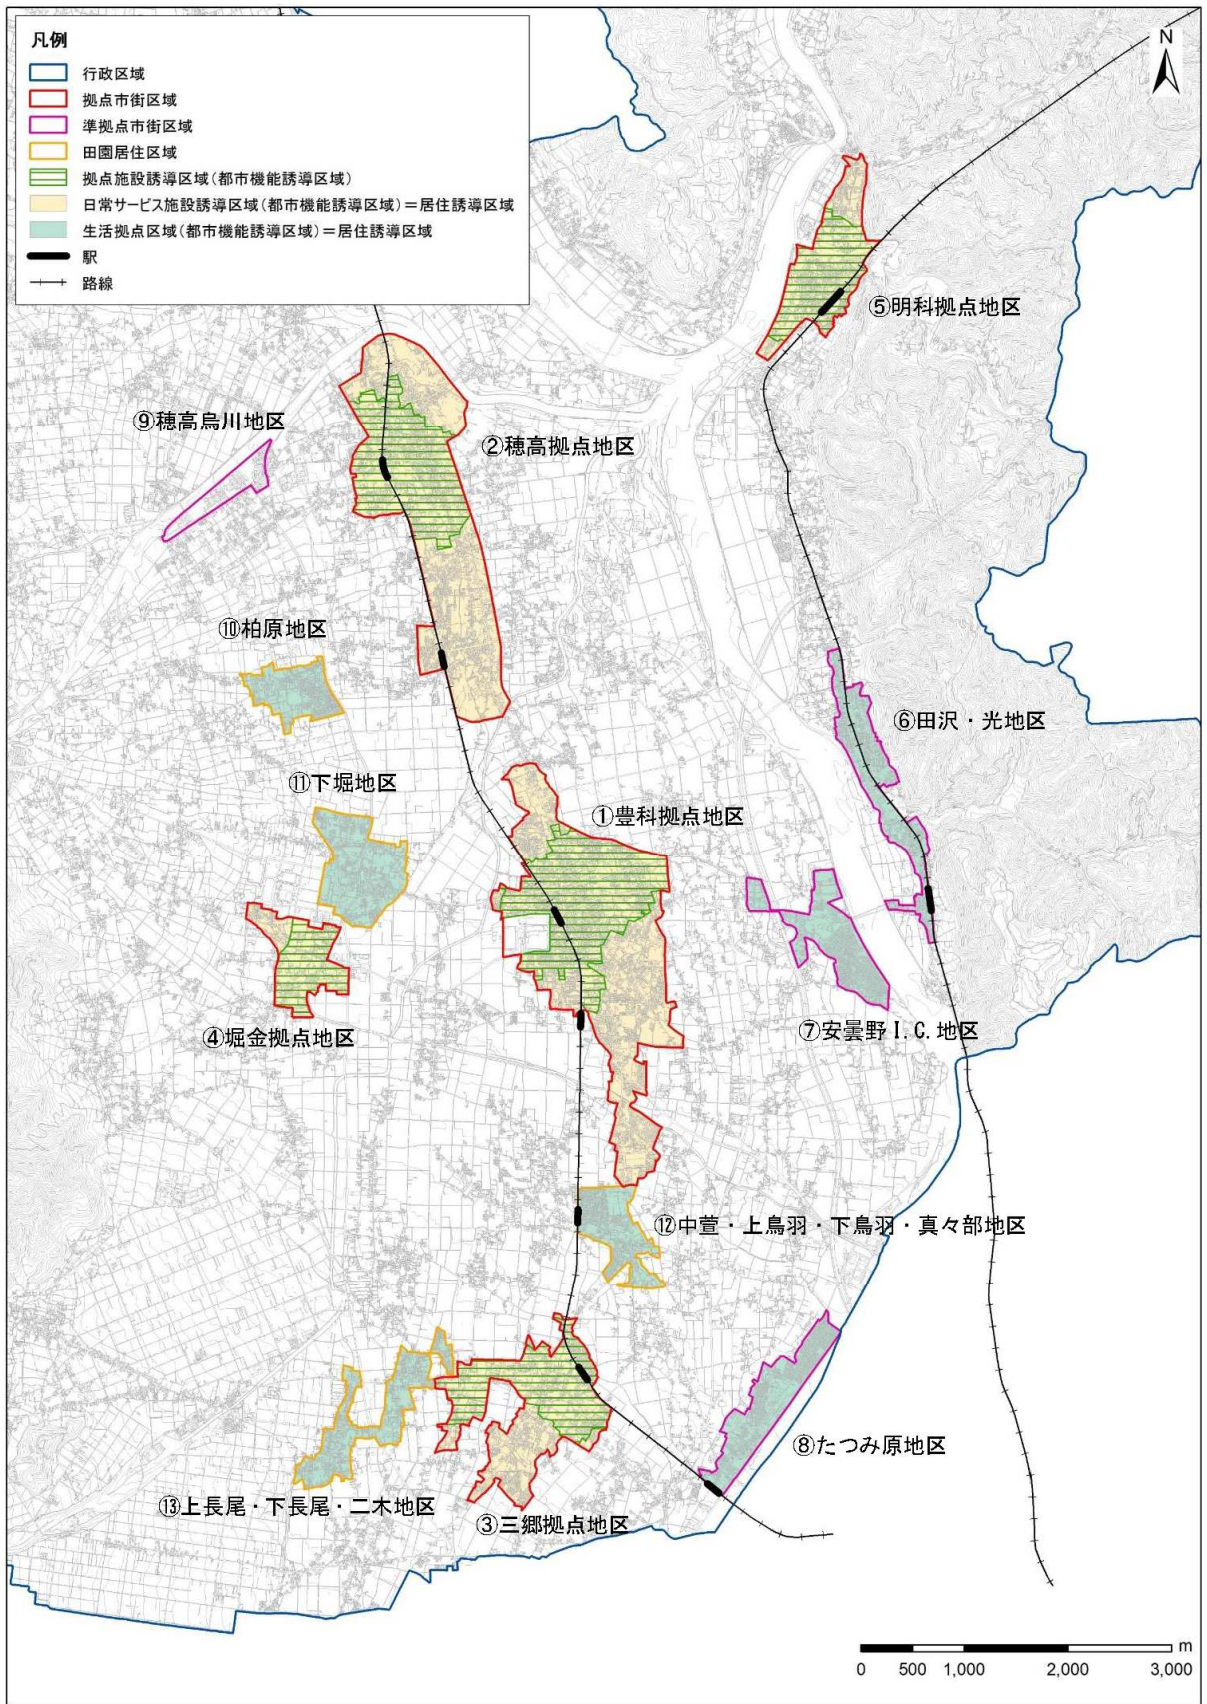 凡例
行政区域
拠点市街区域
準拠点市街区域
田園居住区域
拠点施設誘導区域(都市機能誘導区域)
日常サービス施設誘導区域(都市機能誘導区域)＝居住誘導区域
生活拠点区域(都市機能誘導区域)＝居住誘導区域
駅
路線
N
⑤明科拠点地区
⑨穂高烏川地区
②穂高拠点地区
⑩柏原地区
⑥田沢・光地区
⑪下堀地区
①豊科拠点地区
④堀金拠点地区
⑦安曇野I.C.地区
⑫中萱・上鳥羽・下鳥羽・真々部地区
⑧たつみ原地区
⑬上長尾・下長尾・二木地区
③三郷拠点地区
m
0 500 1,000 2,000 3,000